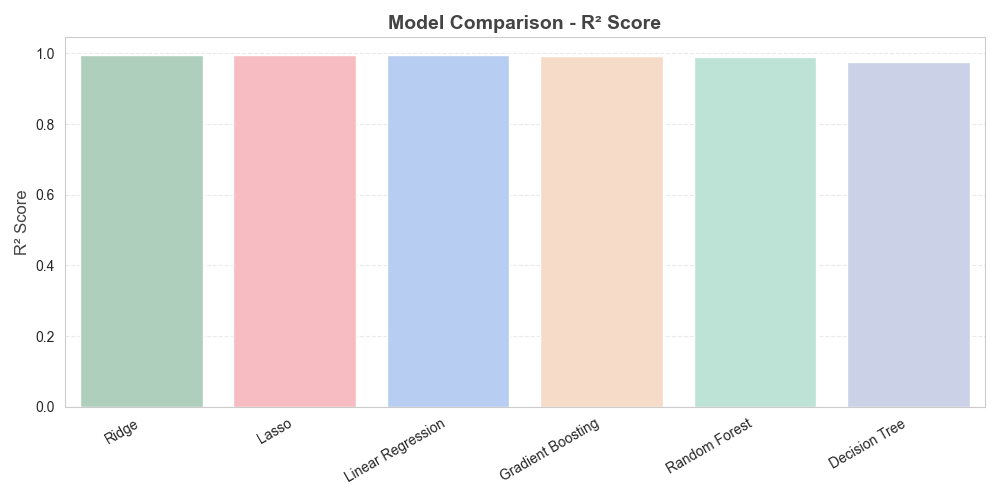 Model Comparison - R² Score
R² Score
1.0
0.8
0.6
0.4
0.2
0.0
Ridge
Lasso
Linear Regression
Gradient Boosting
Random Forest
Decision Tree